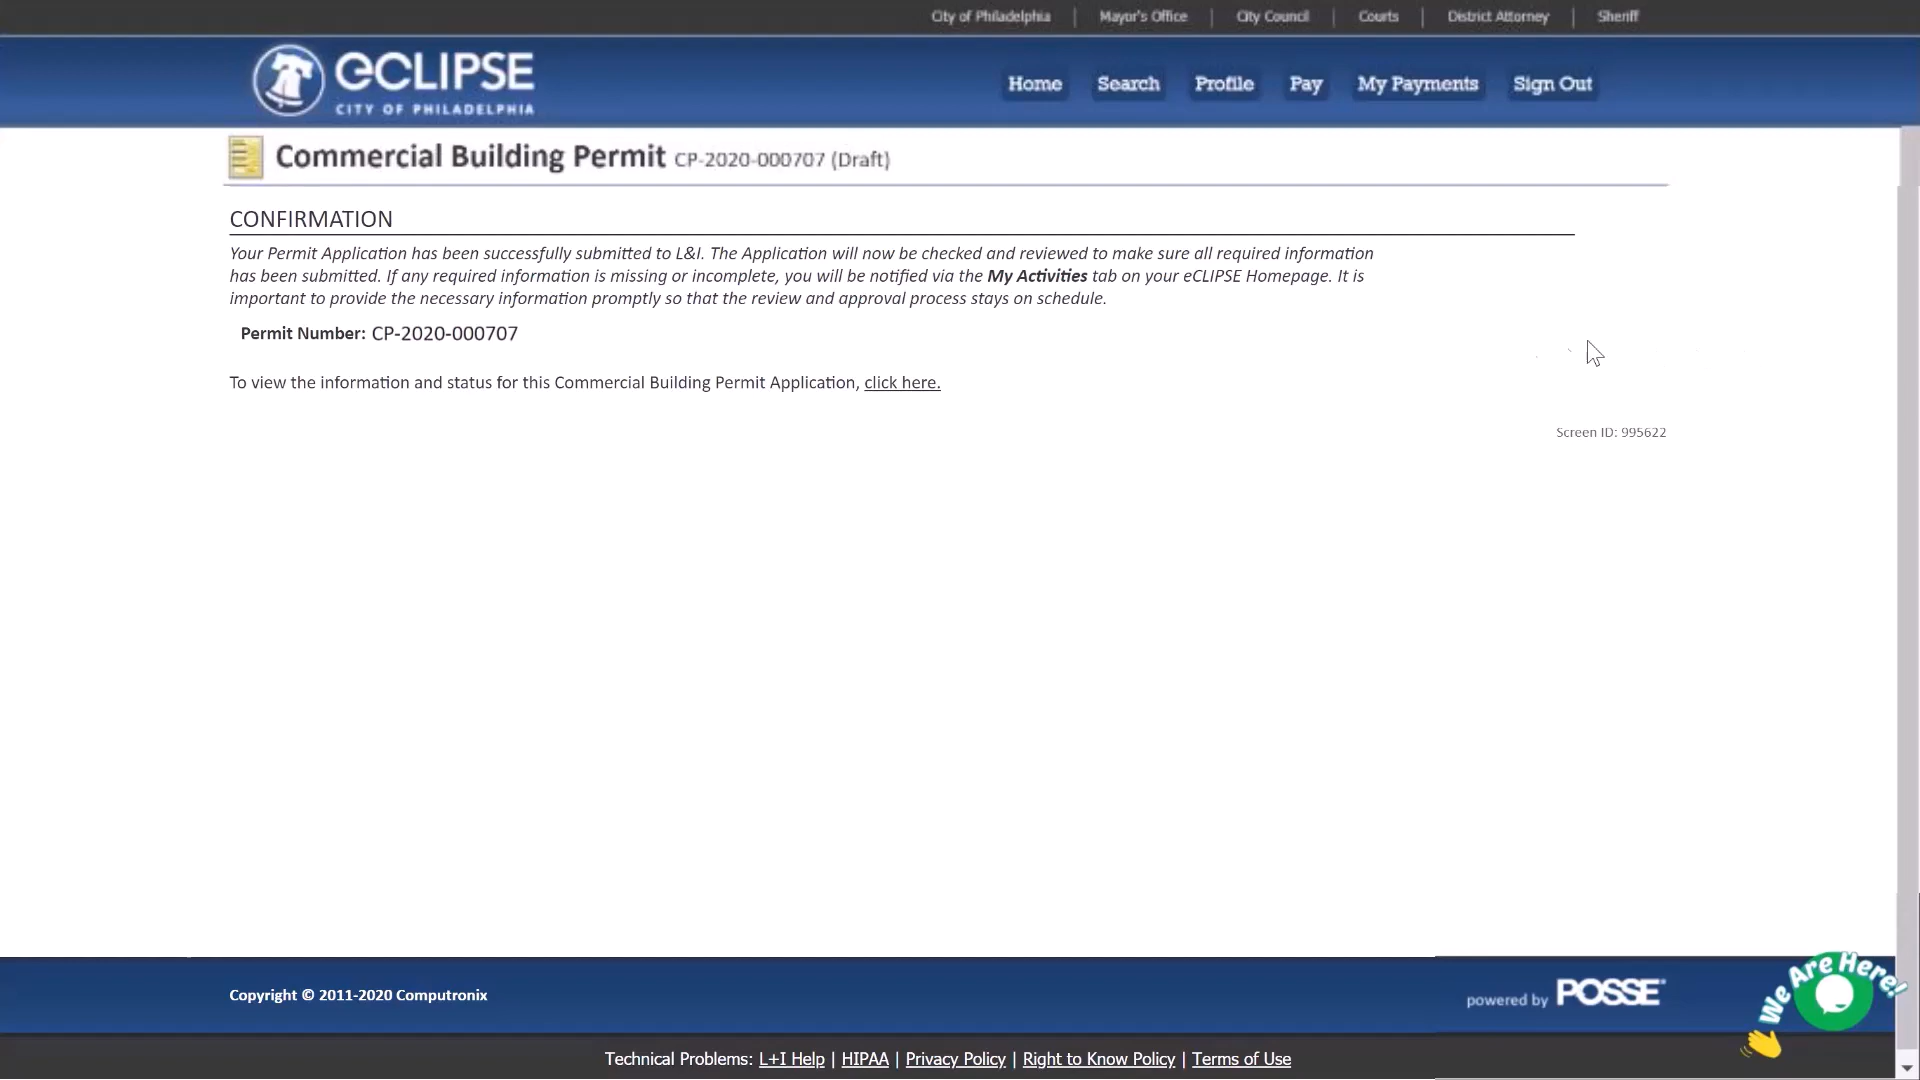 City of Philadelphia | Mayor's Office | City Council | Courts | District Attorney | Sheriff
eCLIPSE
CITY OF PHILADELPHIA
Home Search Profile Pay My Payments Sign Out
Commercial Building Permit CP-2020-000707 (Draft)
CONFIRMATION
Your Permit Application has been successfully submitted to L&I. The Application will now be checked and reviewed to make sure all required information
has been submitted. If any required information is missing or incomplete, you will be notified via the My Activities tab on your eCLIPSE Homepage. It is
important to provide the necessary information promptly so that the review and approval process stays on schedule.
Permit Number: CP-2020-000707
To view the information and status for this Commercial Building Permit Application, click here.
Screen ID: 995622
Copyright © 2011-2020 Computronix
powered by POSSE®
We Are Here!
Technical Problems: L+I Help | HIPAA | Privacy Policy | Right to Know Policy | Terms of Use